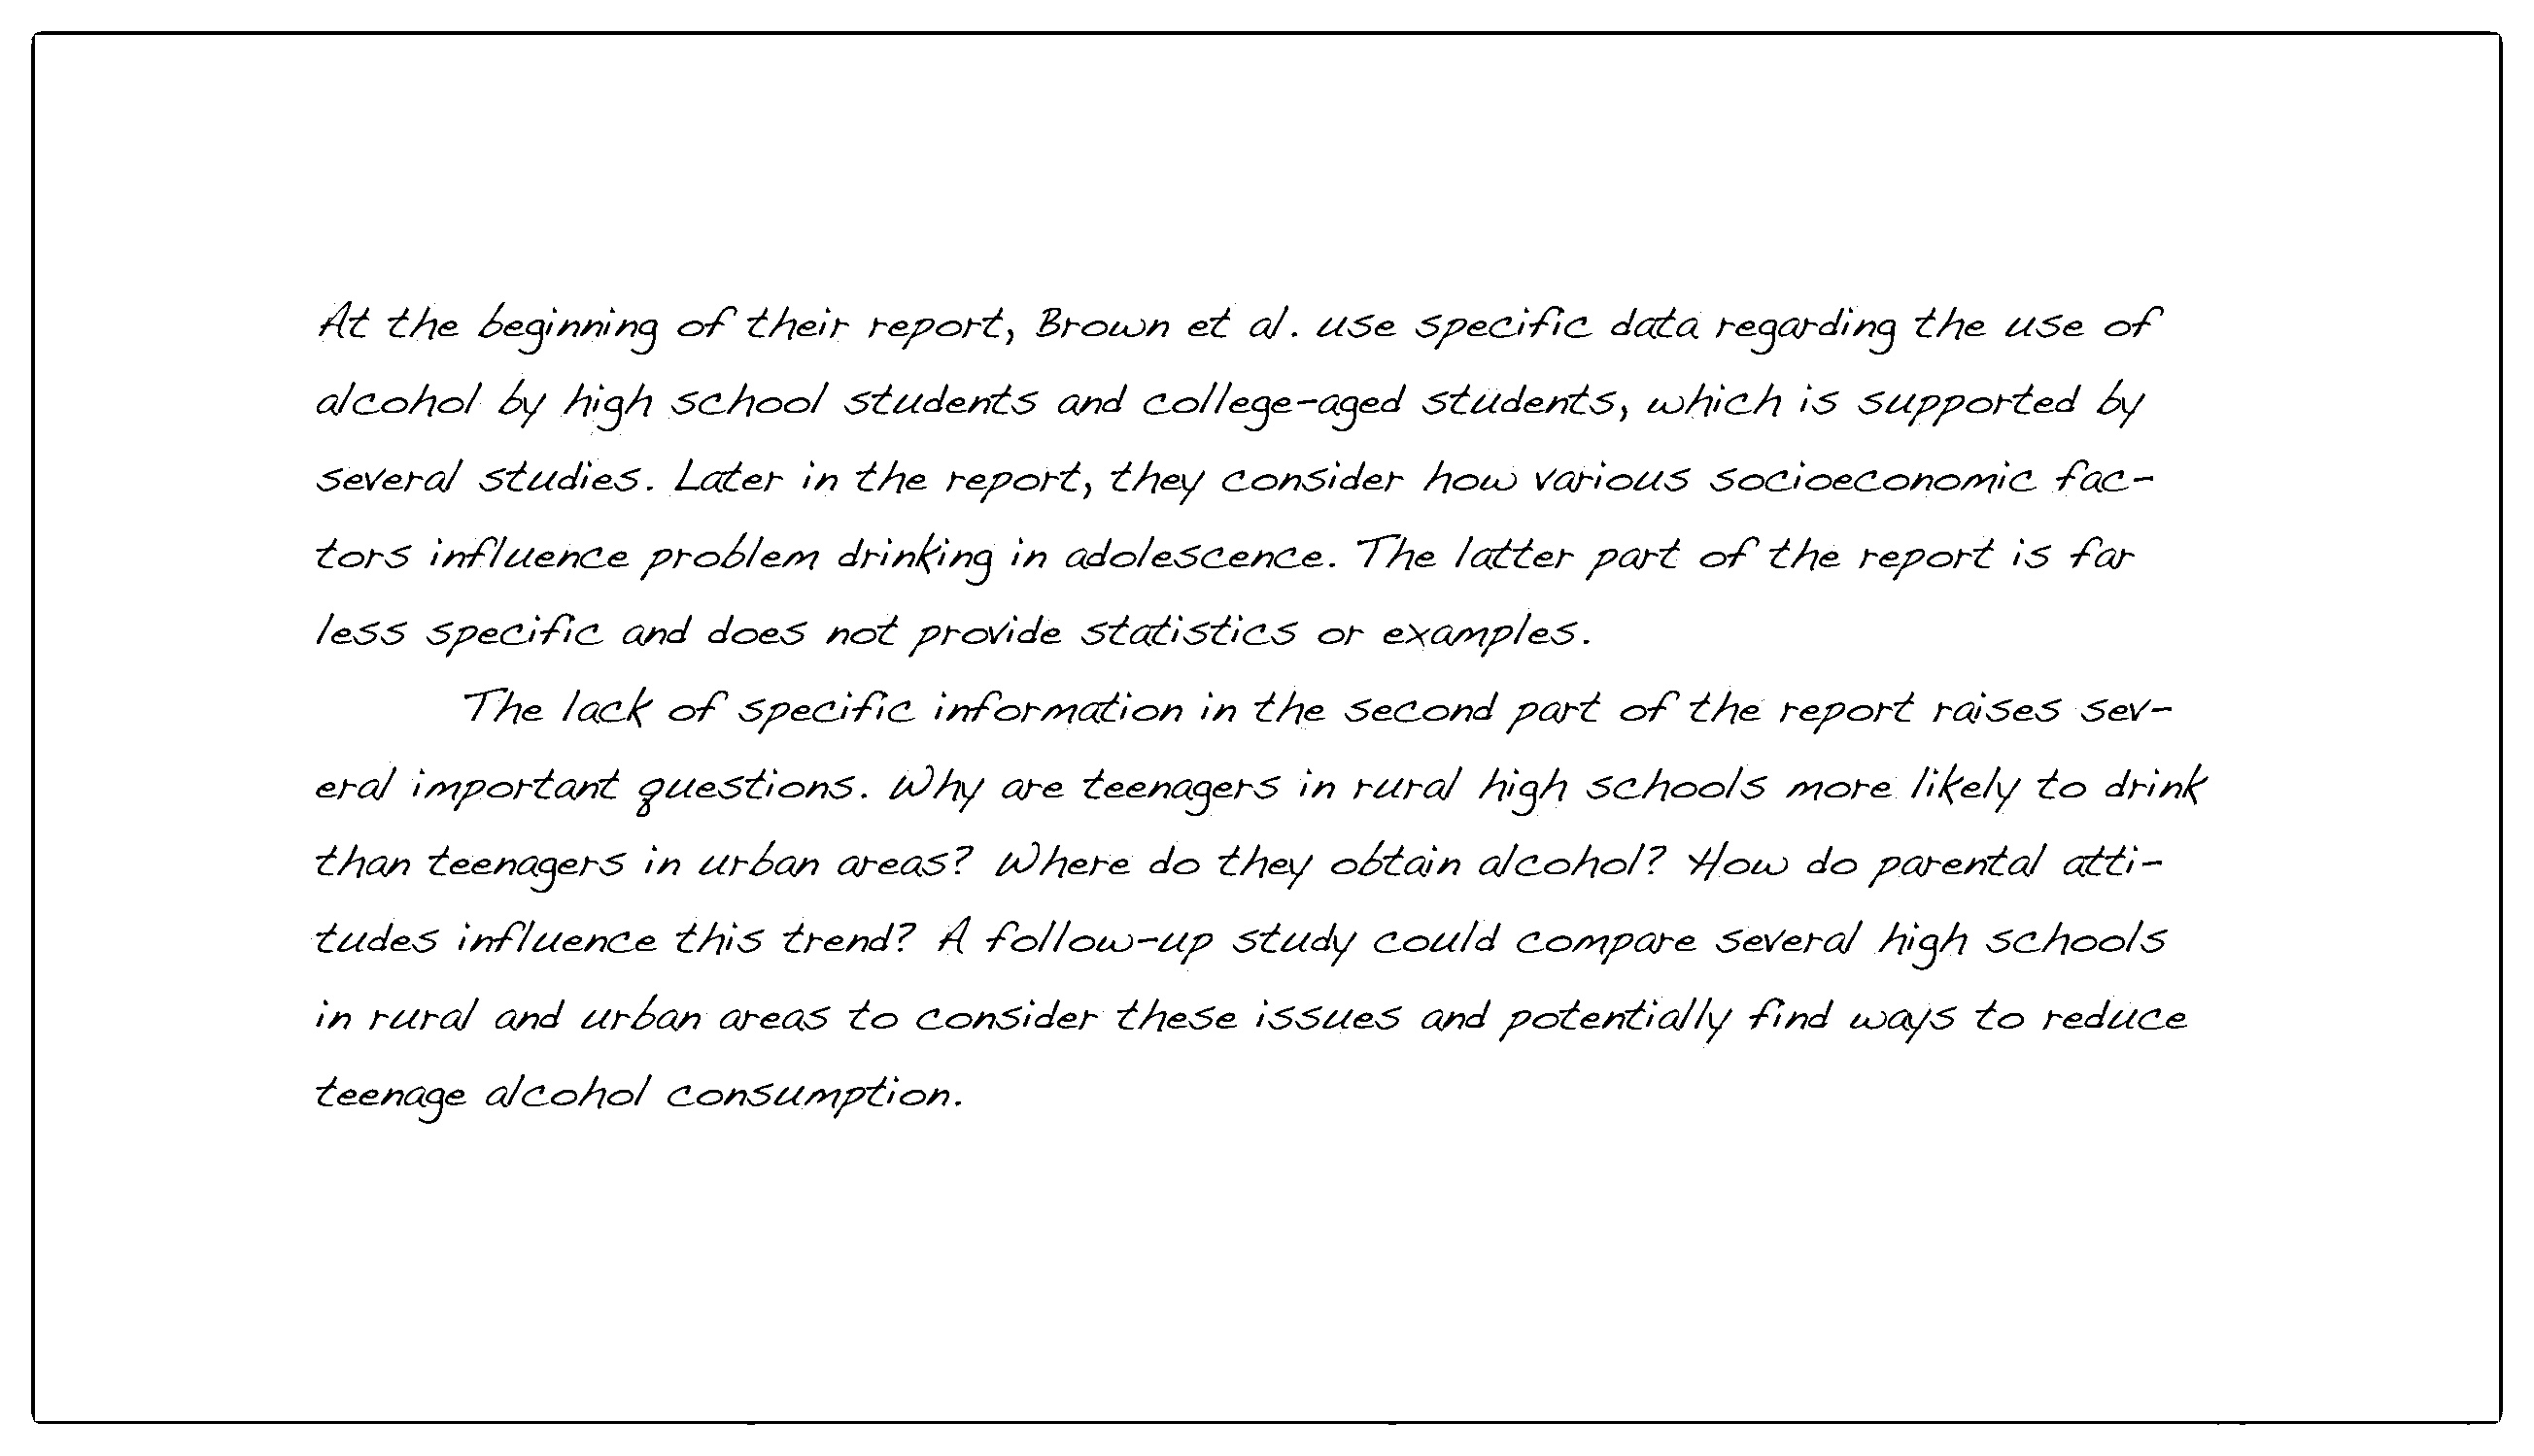 At the beginning of their report, Brown et al. use specific data regarding the use of
alcohol by high school students and college-aged students, which is supported by
several studies. Later in the report, they consider how various socioeconomic fac-
tors influence problem drinking in adolescence. The latter part of the report is far
less specific and does not provide statistics or examples.
The lack of specific information in the second part of the report raises sev-
eral important questions. Why are teenagers in rural high schools more likely to drink
than teenagers in urban areas? Where do they obtain alcohol? How do parental atti-
tudes influence this trend? A follow-up study could compare several high schools
in rural and urban areas to consider these issues and potentially find ways to reduce
teenage alcohol consumption.